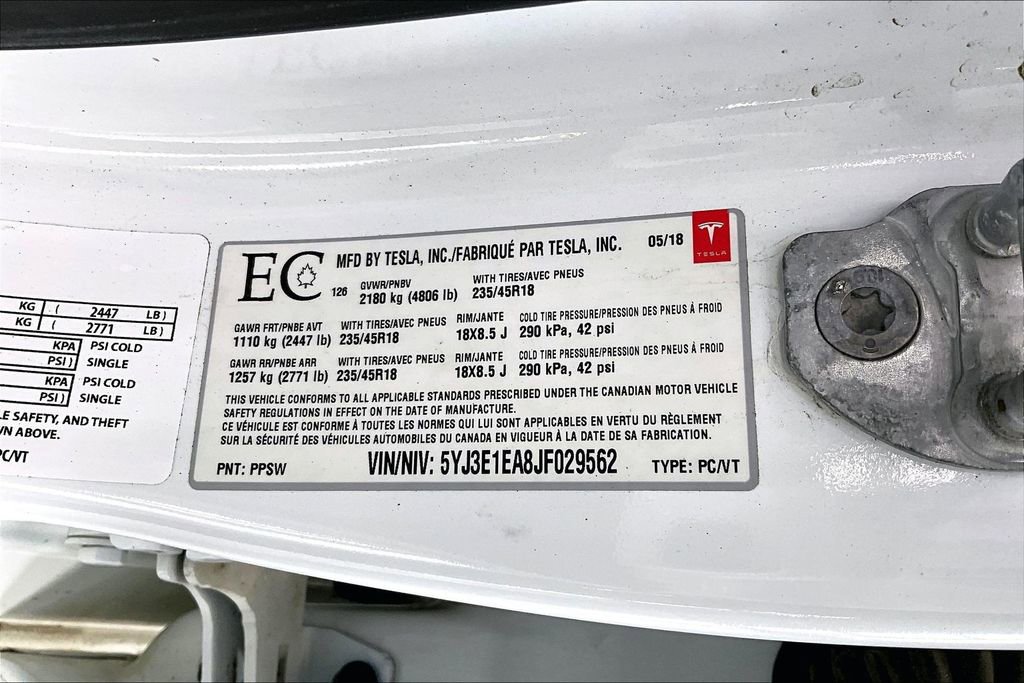 KG ( 2447 LB )
KG ( 2771 LB )
KPA PSI COLD
PSI ) SINGLE
KPA PSI COLD
PSI ) SINGLE
LE SAFETY, AND THEFT
WN ABOVE.
PC/VT
EC
126
MFD BY TESLA, INC./FABRIQUÉ PAR TESLA, INC. 05/18
TESLA
GVWR/PNBV WITH TIRES/AVEC PNEUS
2180 kg (4806 lb) 235/45R18
GAWR FRT/PNBE AVT WITH TIRES/AVEC PNEUS RIM/JANTE COLD TIRE PRESSURE/PRESSION DES PNEUS À FROID
1110 kg (2447 lb) 235/45R18 18X8.5 J 290 kPa, 42 psi
GAWR RR/PNBE ARR WITH TIRES/AVEC PNEUS RIM/JANTE COLD TIRE PRESSURE/PRESSION DES PNEUS À FROID
1257 kg (2771 lb) 235/45R18 18X8.5 J 290 kPa, 42 psi
THIS VEHICLE CONFORMS TO ALL APPLICABLE STANDARDS PRESCRIBED UNDER THE CANADIAN MOTOR VEHICLE
SAFETY REGULATIONS IN EFFECT ON THE DATE OF MANUFACTURE.
CE VÉHICULE EST CONFORME À TOUTES LES NORMES QUI LUI SONT APPLICABLES EN VERTU DU RÈGLEMENT
SUR LA SÉCURITÉ DES VÉHICULES AUTOMOBILES DU CANADA EN VIGUEUR À LA DATE DE SA FABRICATION.
PNT: PPSW VIN/NIV: 5YJ3E1EA8JF029562 TYPE: PC/VT